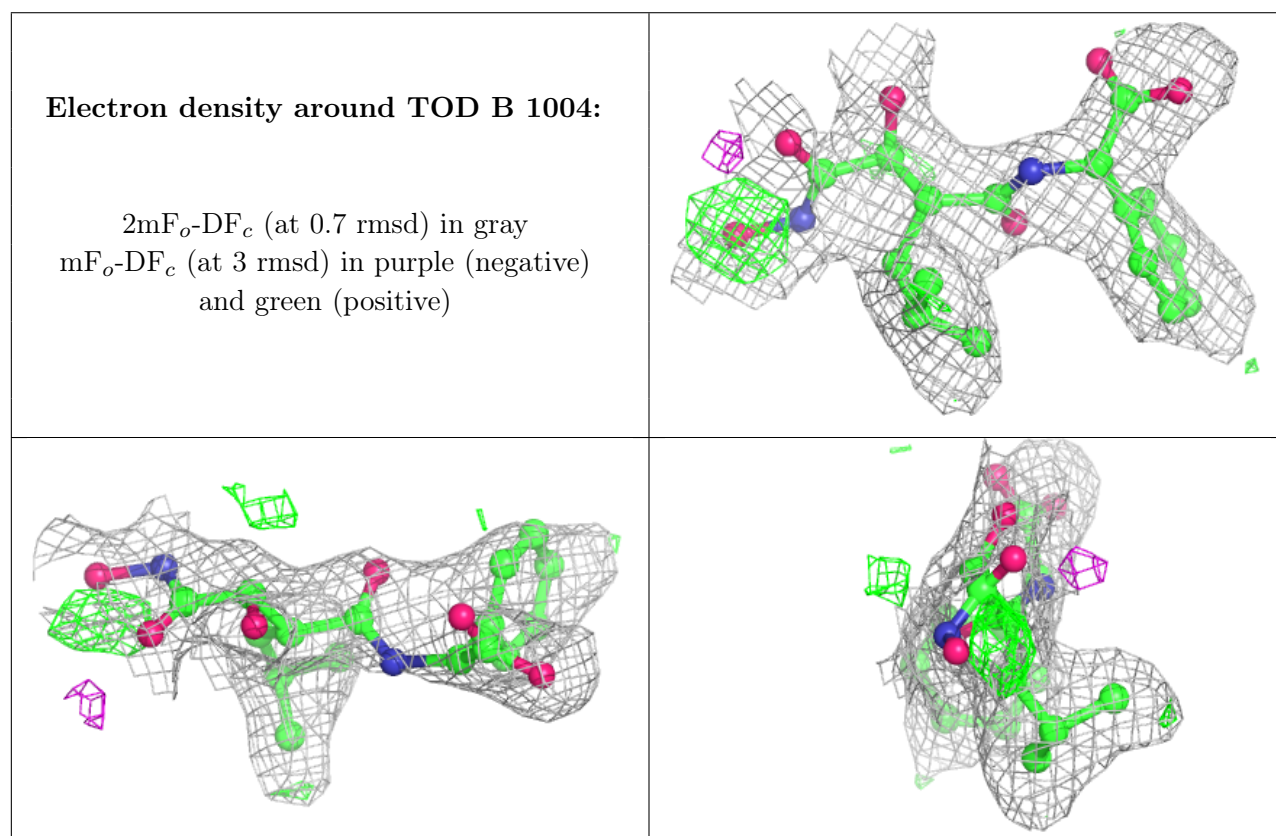 Electron density around TOD B 1004:
2mFo-DFc (at 0.7 rmsd) in gray
mFo-DFc (at 3 rmsd) in purple (negative)
and green (positive)